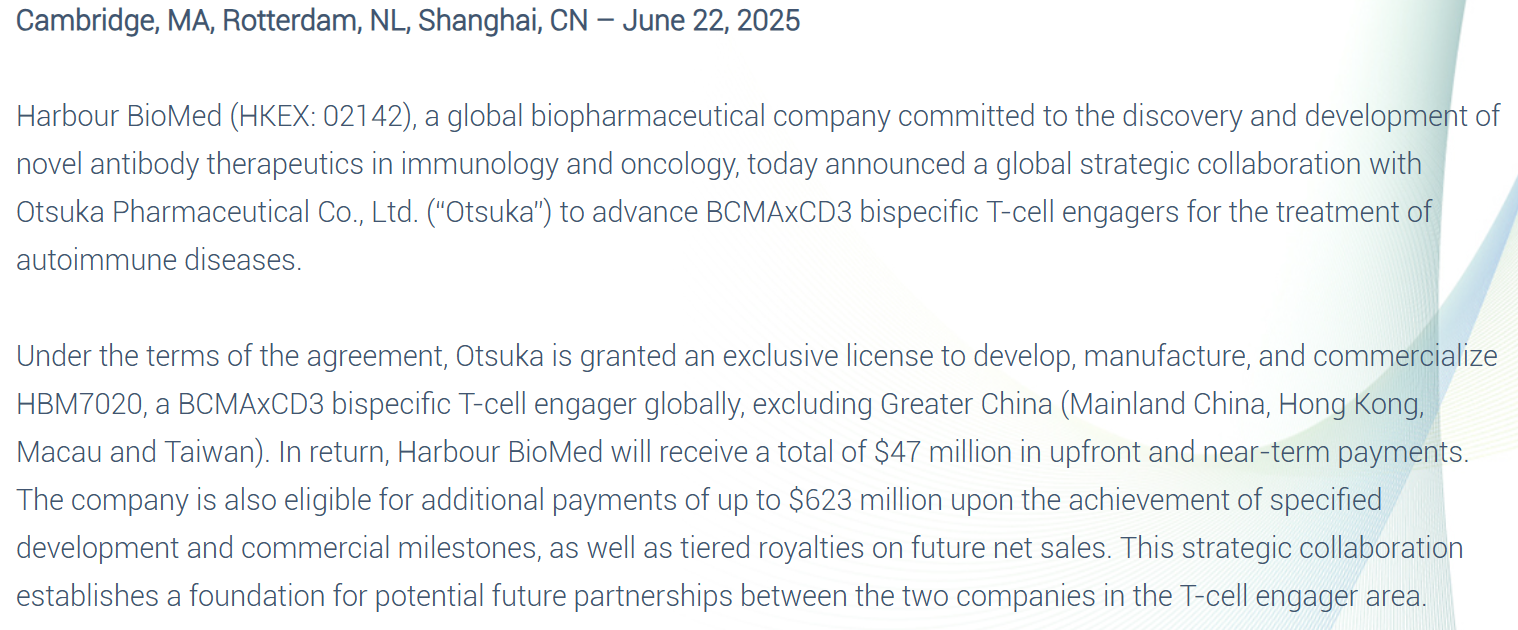 Cambridge, MA, Rotterdam, NL, Shanghai, CN – June 22, 2025
Harbour BioMed (HKEX: 02142), a global biopharmaceutical company committed to the discovery and development of
novel antibody therapeutics in immunology and oncology, today announced a global strategic collaboration with
Otsuka Pharmaceutical Co., Ltd. (“Otsuka”) to advance BCMAxCD3 bispecific T-cell engagers for the treatment of
autoimmune diseases.
Under the terms of the agreement, Otsuka is granted an exclusive license to develop, manufacture, and commercialize
HBM7020, a BCMAxCD3 bispecific T-cell engager globally, excluding Greater China (Mainland China, Hong Kong,
Macau and Taiwan). In return, Harbour BioMed will receive a total of $47 million in upfront and near-term payments.
The company is also eligible for additional payments of up to $623 million upon the achievement of specified
development and commercial milestones, as well as tiered royalties on future net sales. This strategic collaboration
establishes a foundation for potential future partnerships between the two companies in the T-cell engager area.